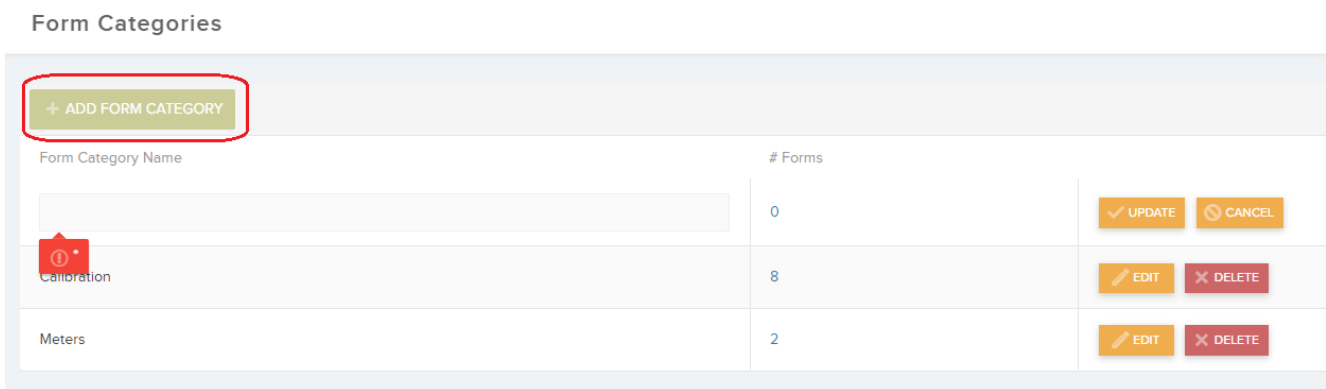 Form Categories
+ ADD FORM CATEGORY
Form Category Name # Forms
0 UPDATE CANCEL
*
Calibration 8 EDIT DELETE
Meters 2 EDIT DELETE